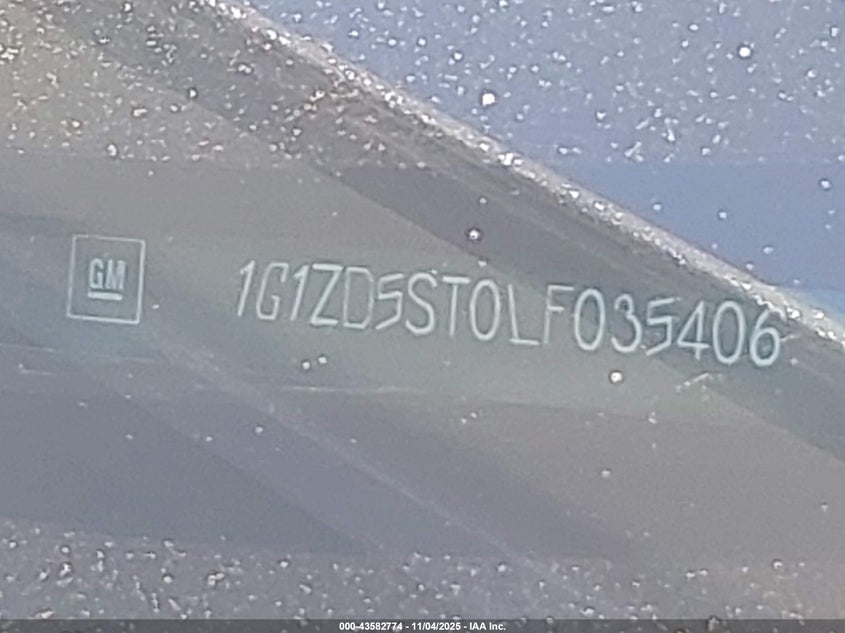 GM
1G1ZD5ST0LF035406
000-43582774 - 11/04/2025 - IAA Inc.